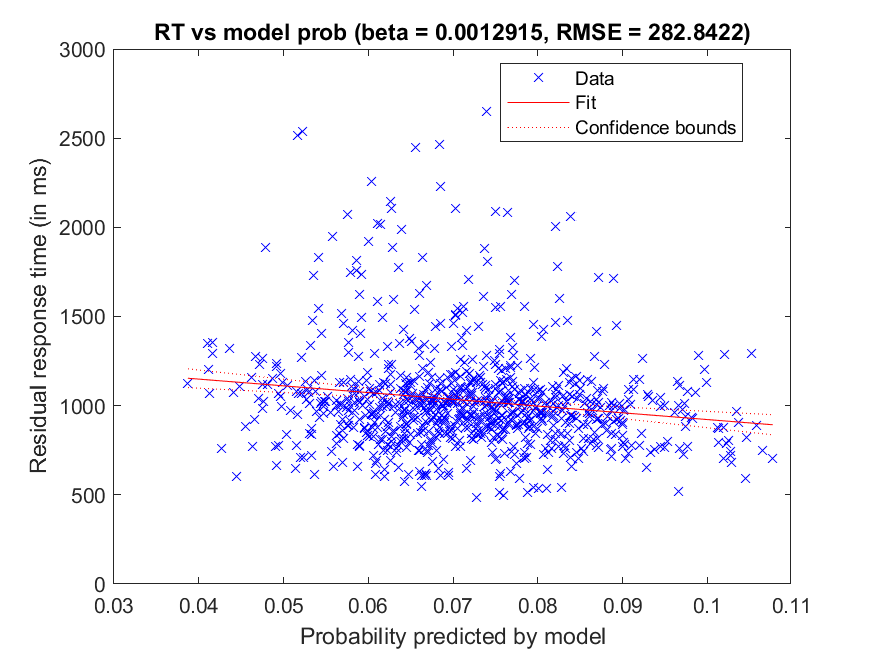 RT vs model prob (beta = 0.0012915, RMSE = 282.8422)
3000
2500
2000
1500
1000
500
0
Residual response time (in ms)
Data
Fit
Confidence bounds
0.03 0.04 0.05 0.06 0.07 0.08 0.09 0.1 0.11
Probability predicted by model